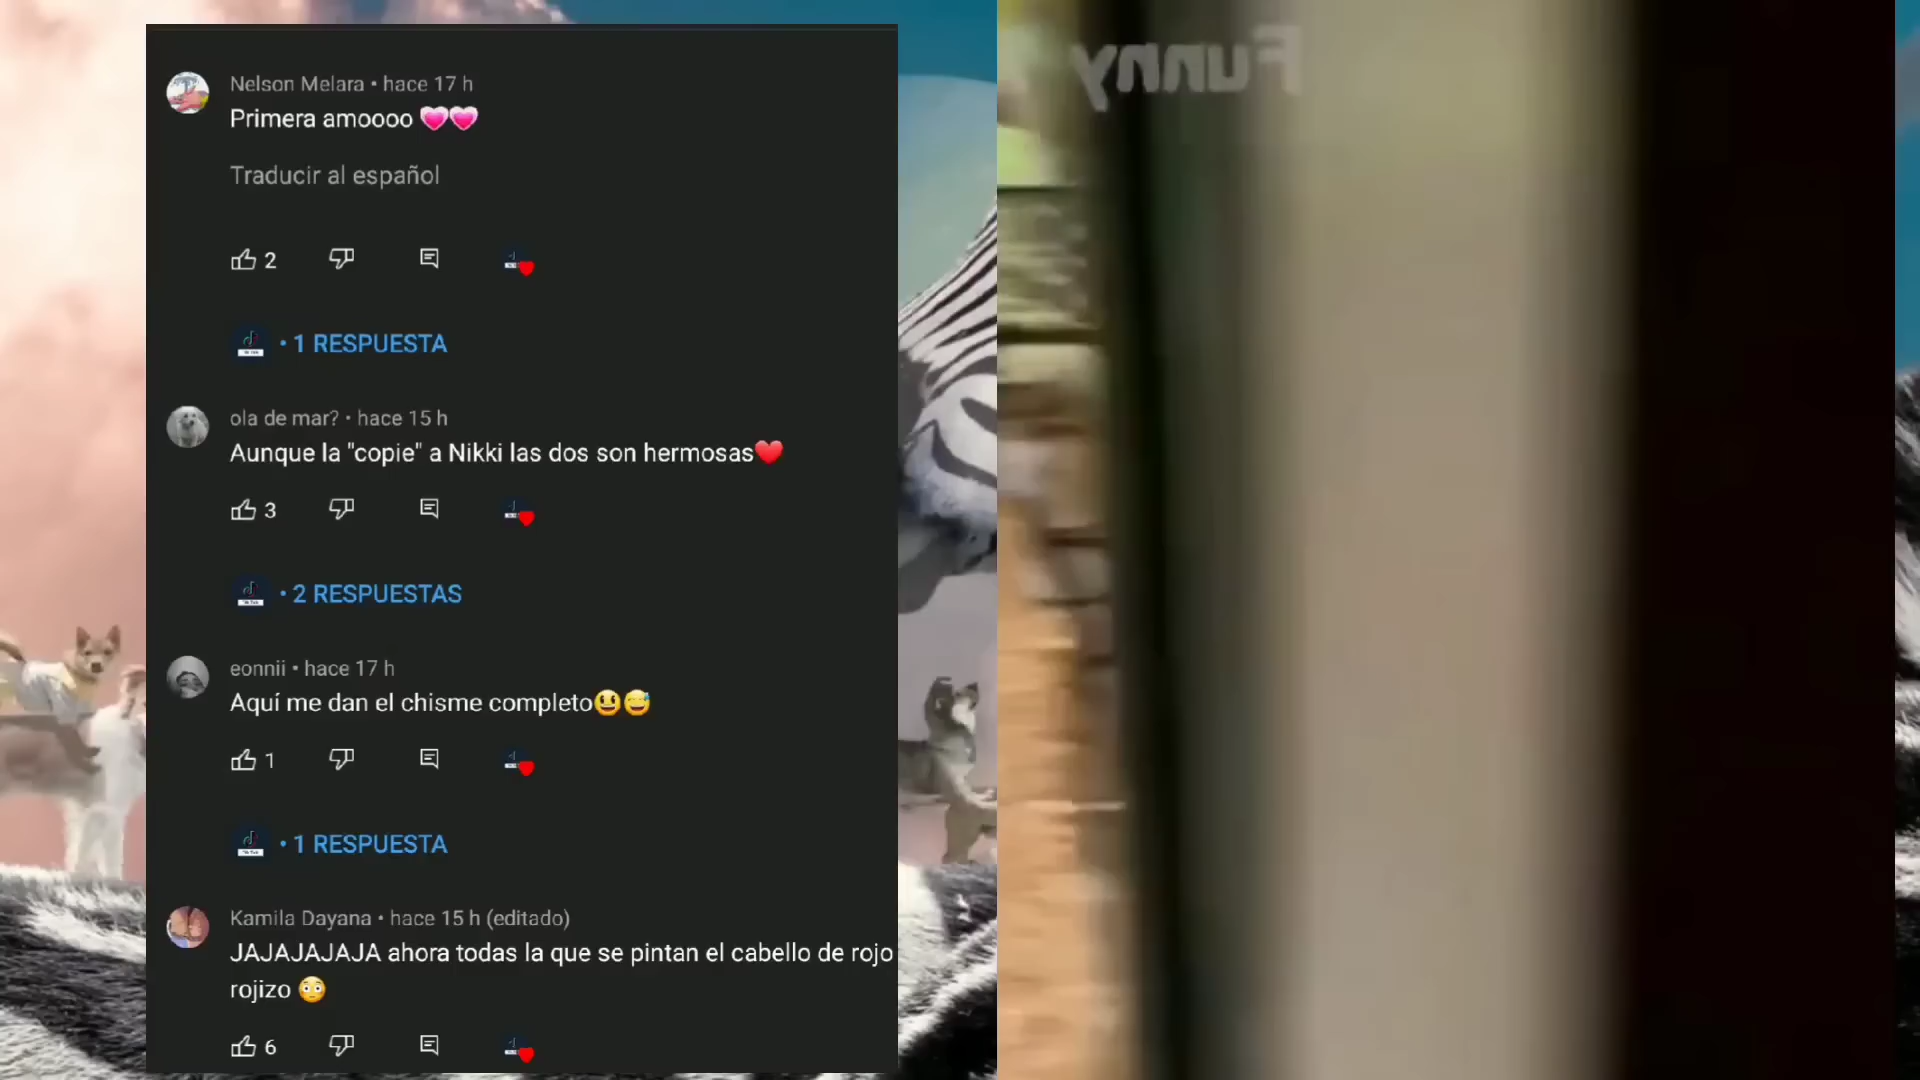 Nelson Melara • hace 17 h
Primera amoooo 💗💗
Traducir al español
2
• 1 RESPUESTA
ola de mar? • hace 15 h
Aunque la "copie" a Nikki las dos son hermosas❤️
3
• 2 RESPUESTAS
eonnii • hace 17 h
Aquí me dan el chisme completo😃😅
1
• 1 RESPUESTA
Kamila Dayana • hace 15 h (editado)
JAJAJAJAJA ahora todas la que se pintan el cabello de rojo
rojizo 😳
6
Funny